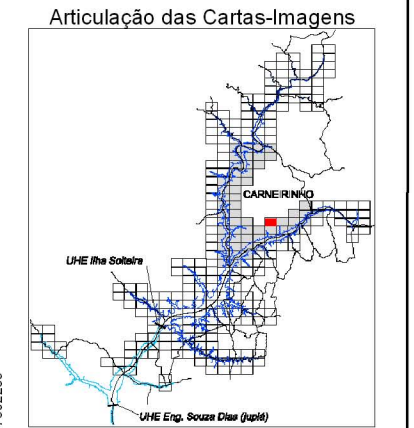 Articulação das Cartas-Imagens
CARNEIRINHO
UHE Ilha Solteira
UHE Eng. Souza Dias (jupiá)